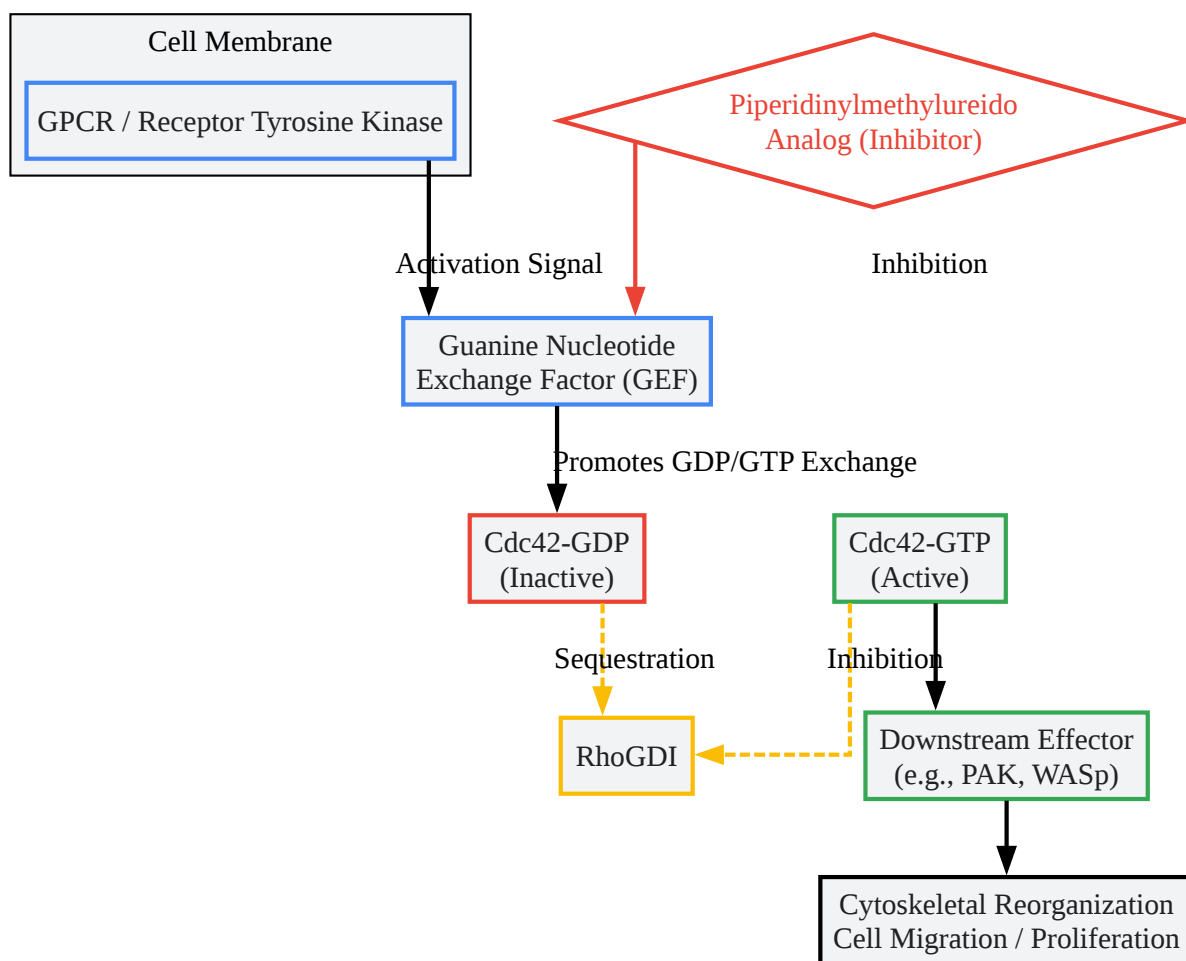 Cell Membrane
GPCR / Receptor Tyrosine Kinase
Piperidinylmethylureido
Analog (Inhibitor)
Activation Signal
Inhibition
Guanine Nucleotide
Exchange Factor (GEF)
Promotes GDP/GTP Exchange
Cdc42-GDP
(Inactive)
Cdc42-GTP
(Active)
Sequestration
Inhibition
RhoGDI
Downstream Effector
(e.g., PAK, WASp)
Cytoskeletal Reorganization
Cell Migration / Proliferation